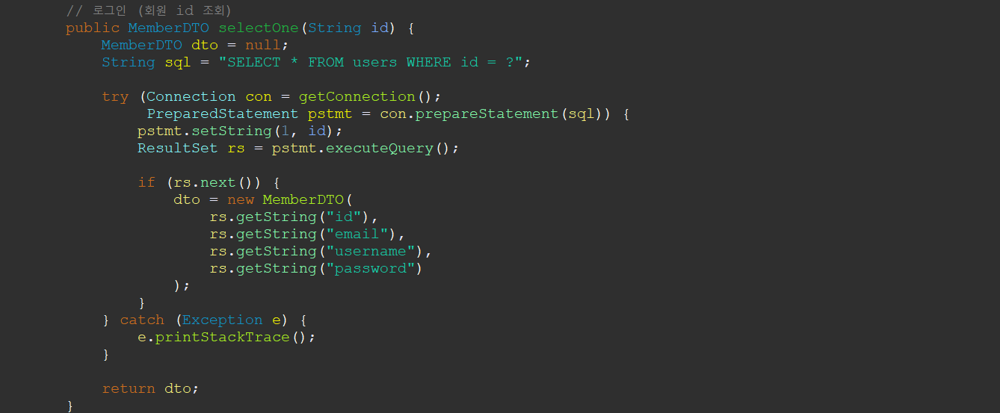 // 로그인 (회원 id 조회)
public MemberDTO selectOne(String id) {
    MemberDTO dto = null;
    String sql = "SELECT * FROM users WHERE id = ?";
    try (Connection con = getConnection();
         PreparedStatement pstmt = con.prepareStatement(sql)) {
        pstmt.setString(1, id);
        ResultSet rs = pstmt.executeQuery();
        if (rs.next()) {
            dto = new MemberDTO(
                rs.getString("id"),
                rs.getString("email"),
                rs.getString("username"),
                rs.getString("password")
            );
        }
    } catch (Exception e) {
        e.printStackTrace();
    }
    return dto;
}